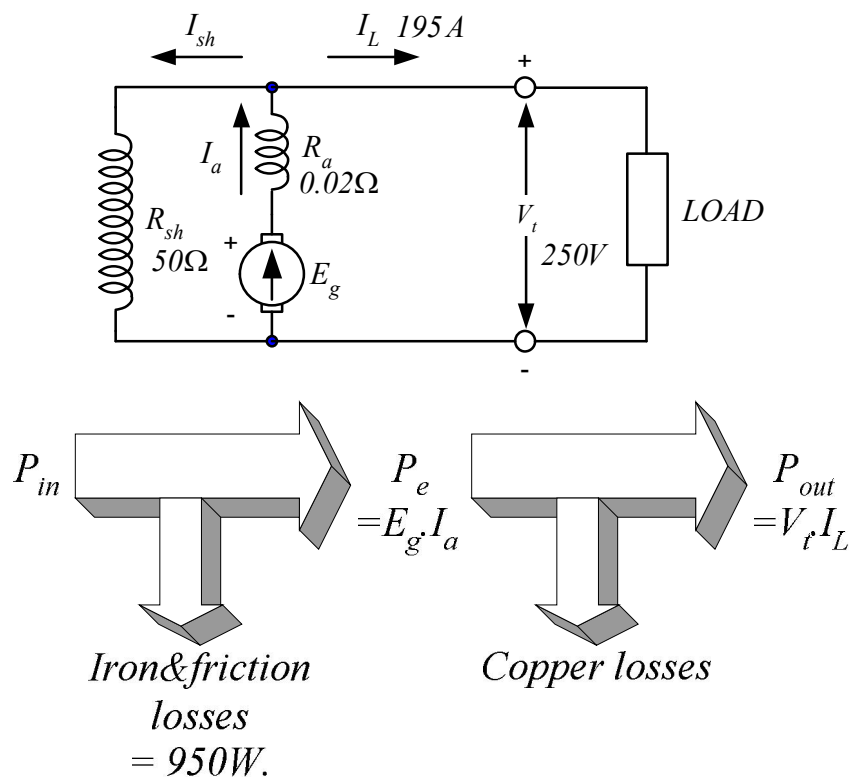 I_sh
I_L 195A
+
I_a
R_a
0.02Ω
R_sh
50Ω
+
E_g
-
V_t
250V
LOAD
-
P_in
P_e
=E_g.I_a
P_out
=V_t.I_L
Iron&friction
losses
= 950W.
Copper losses